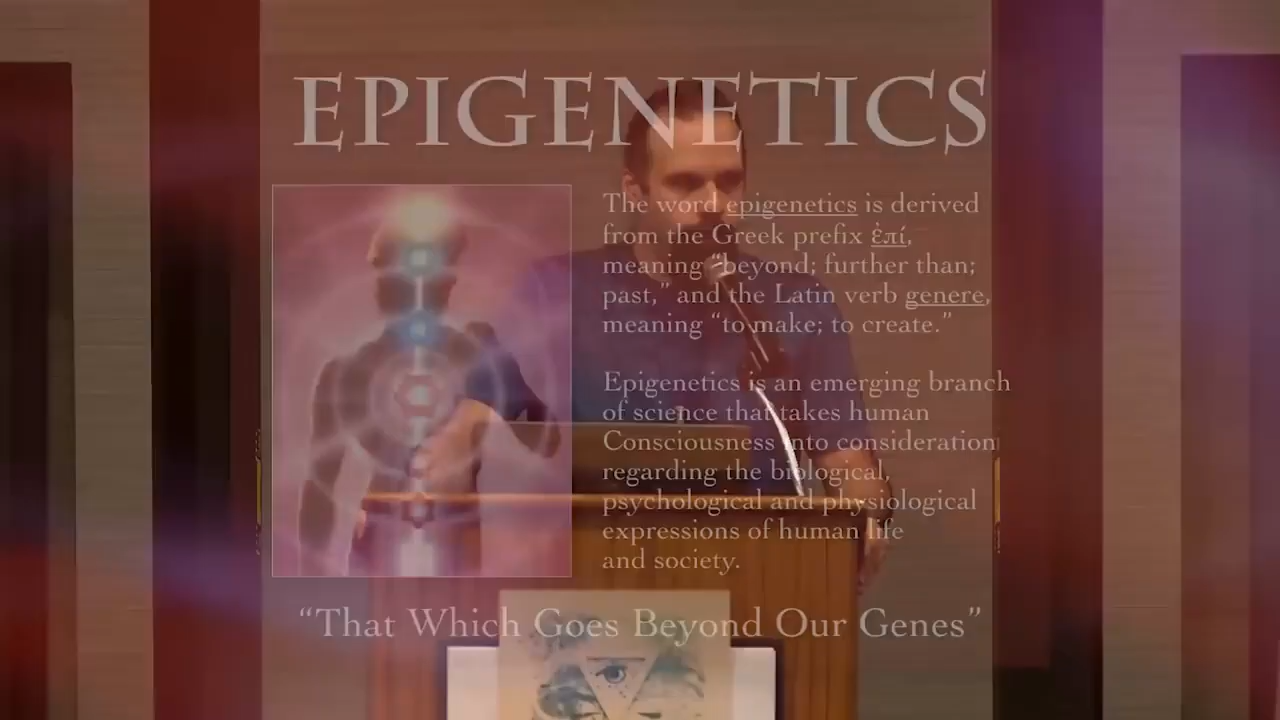 EPIGENETICS
The word epigenetics is derived
from the Greek prefix ἐπί,
meaning “beyond; further than;
past,” and the Latin verb genere,
meaning “to make; to create.”
Epigenetics is an emerging branch
of science that takes human
Consciousness into consideration
regarding the biological,
psychological and physiological
expressions of human life
and society.
“That Which Goes Beyond Our Genes”